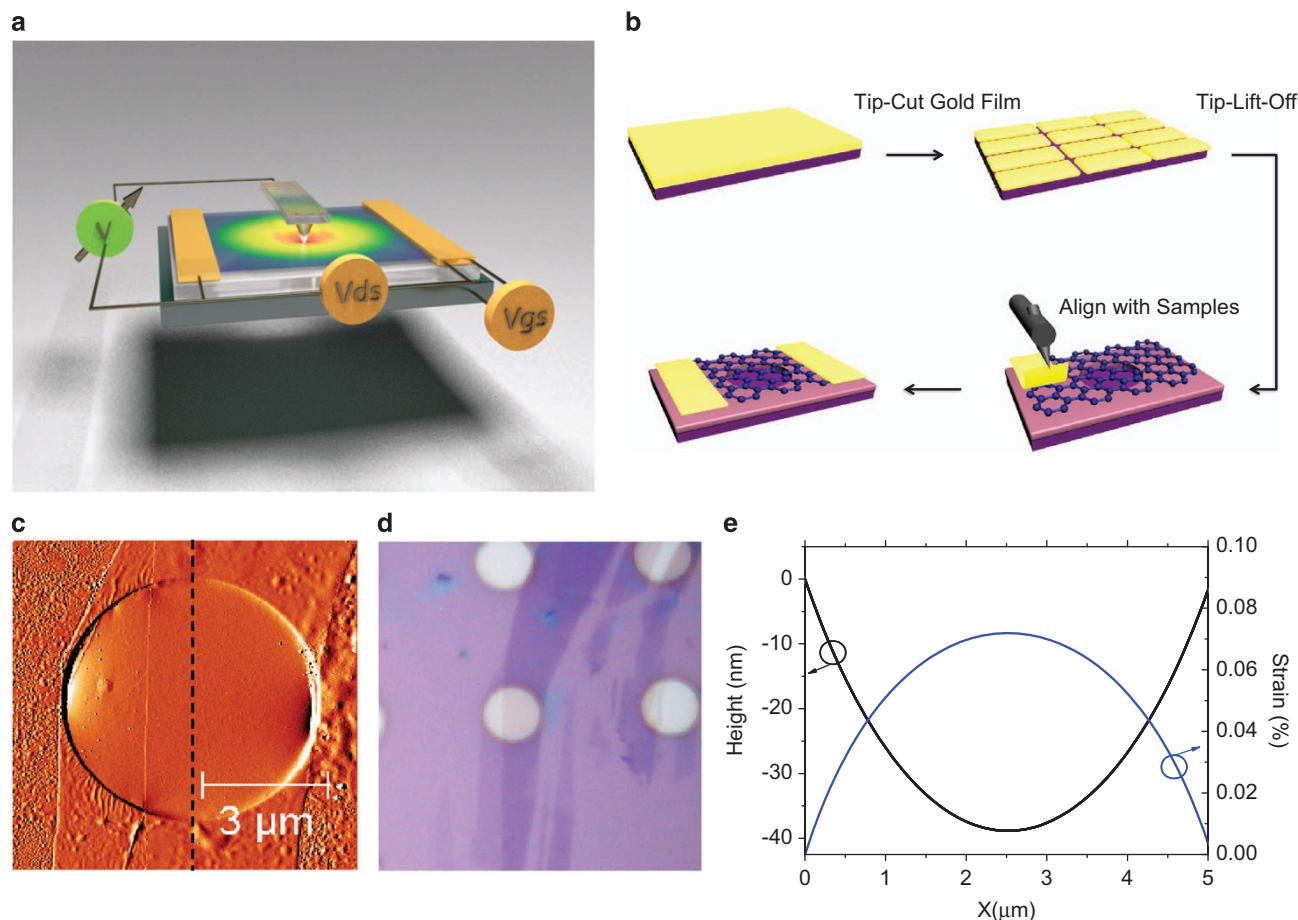 a
V
Vds
Vgs
b
Tip-Cut Gold Film
Tip-Lift-Off
Align with Samples
c
3 μm
d
e
Height (nm)
0
-10
-20
-30
-40
0.10
0.08
0.06
0.04
0.02
0.00
Strain (%)
0 1 2 3 4 5
X(μm)